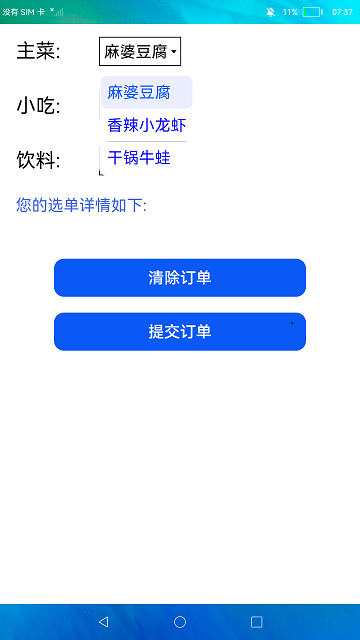 没有 SIM 卡 11% 07:37
主菜: 麻婆豆腐
麻婆豆腐
小吃:
香辣小龙虾
饮料: 干锅牛蛙
您的选单详情如下:
清除订单
提交订单